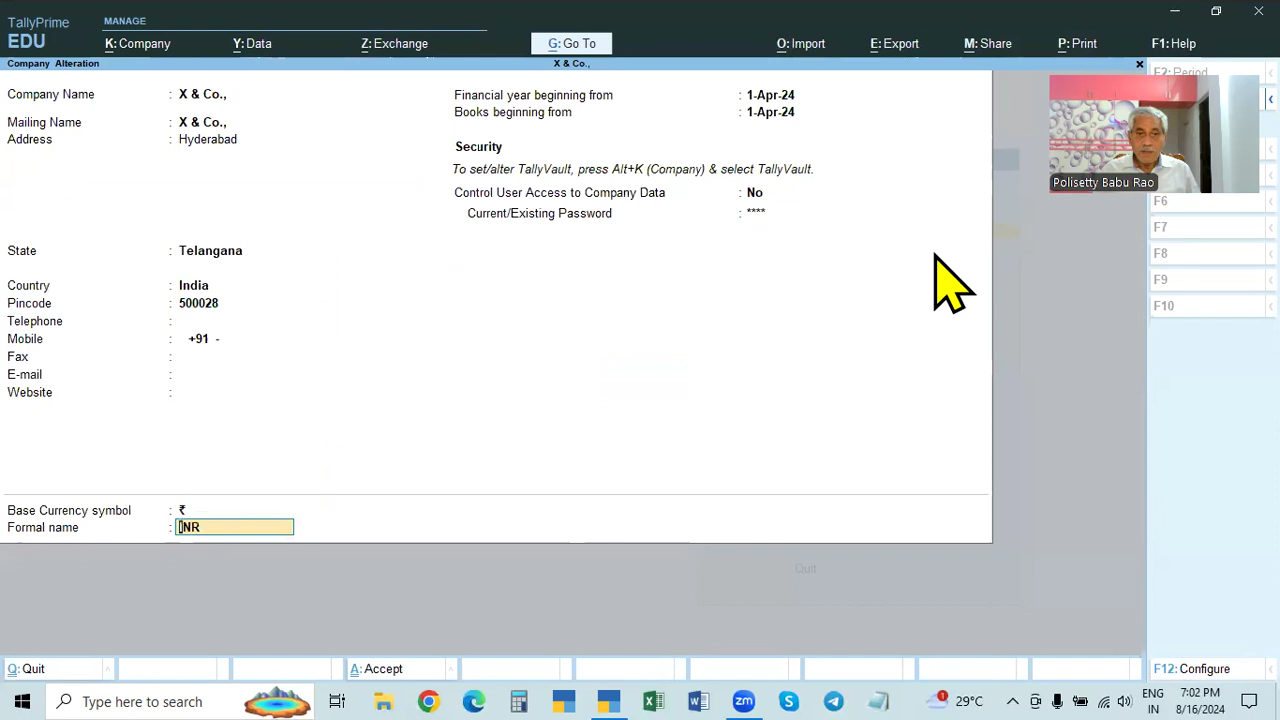 TallyPrime
EDU
MANAGE
K: Company
Y: Data
Z: Exchange
G: Go To
O: Import
E: Export
M: Share
P: Print
F1: Help
Company Alteration
X & Co.,
F2: Period
Company Name : X & Co.,
Mailing Name : X & Co.,
Address : Hyderabad
State : Telangana
Country : India
Pincode : 500028
Telephone :
Mobile : +91 -
Fax :
E-mail :
Website :
Financial year beginning from : 1-Apr-24
Books beginning from : 1-Apr-24
Security
To set/alter TallyVault, press Alt+K (Company) & select TallyVault.
Control User Access to Company Data : No
Current/Existing Password : ****
Polisetty Babu Rao
F6
F7
F8
F9
F10
Base Currency symbol : ₹
Formal name : INR
Quit
Q: Quit
A: Accept
F12: Configure
Type here to search
29°C
ENG
IN
7:02 PM
8/16/2024